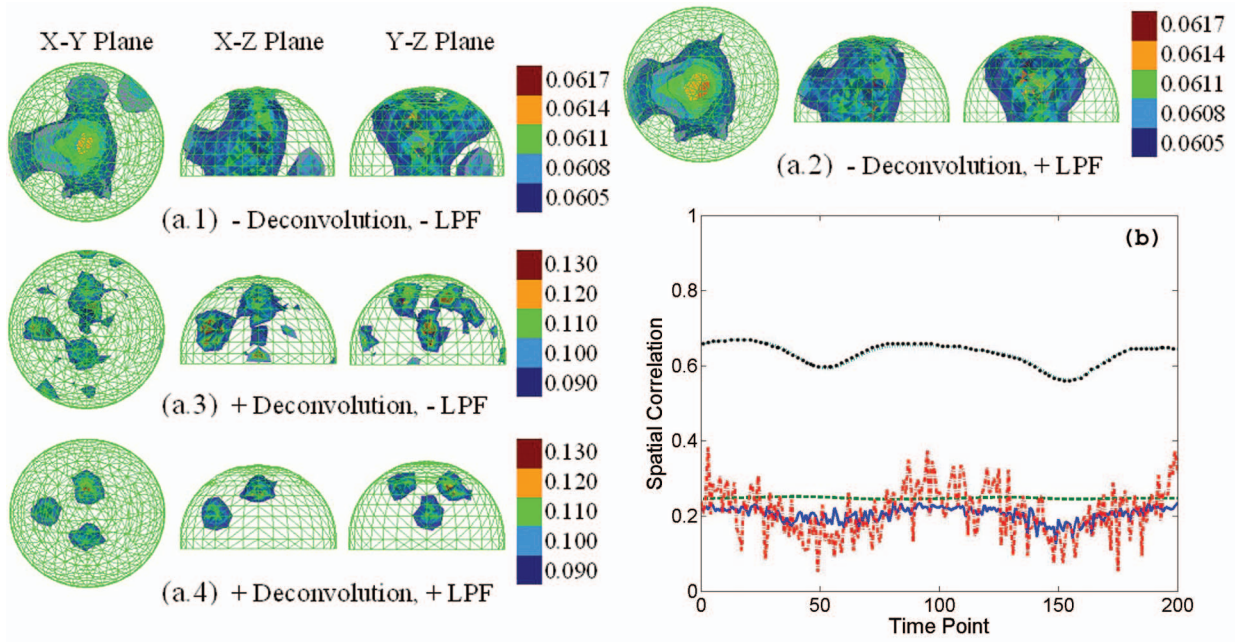 X-Y Plane X-Z Plane Y-Z Plane
0.0617
0.0614
0.0611
0.0608
0.0605
(a.1) - Deconvolution, - LPF
0.0617
0.0614
0.0611
0.0608
0.0605
(a.2) - Deconvolution, + LPF
0.130
0.120
0.110
0.100
0.090
(a.3) + Deconvolution, - LPF
0.130
0.120
0.110
0.100
0.090
(a.4) + Deconvolution, + LPF
(b)
Spatial Correlation
1
0.8
0.6
0.4
0.2
0
0 50 100 150 200
Time Point